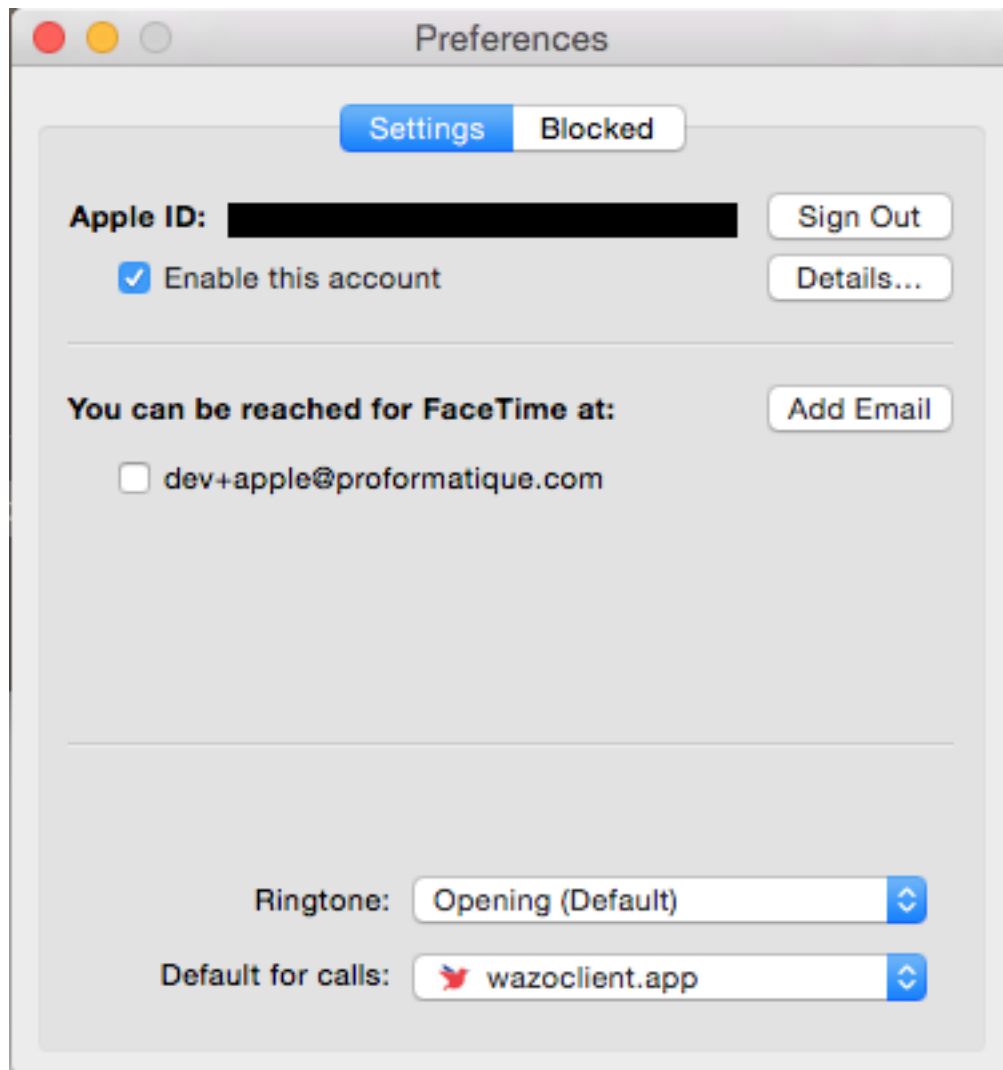 Preferences
Settings Blocked
Apple ID: Sign Out
Enable this account Details...
You can be reached for FaceTime at: Add Email
dev+apple@proformatique.com
Ringtone: Opening (Default)
Default for calls: wazoclient.app